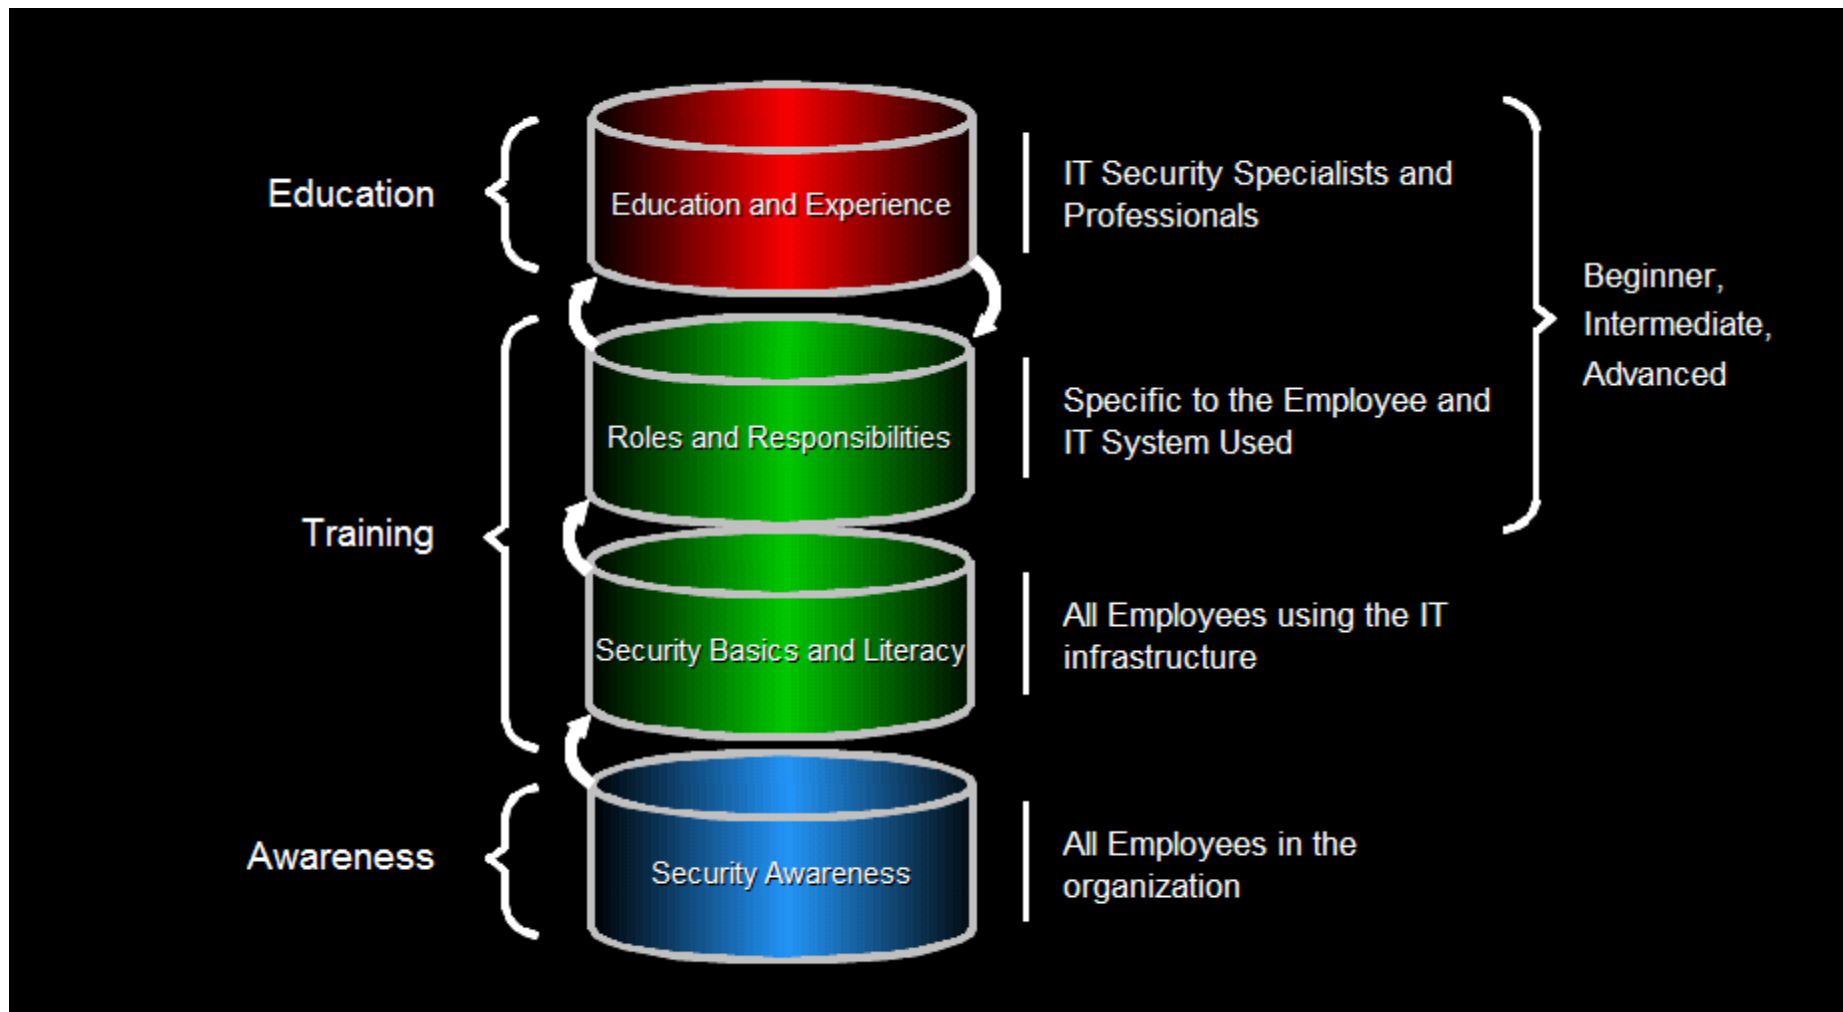 Education
Education and Experience
IT Security Specialists and
Professionals
Beginner,
Intermediate,
Advanced
Training
Roles and Responsibilities
Specific to the Employee and
IT System Used
Security Basics and Literacy
All Employees using the IT
infrastructure
Awareness
Security Awareness
All Employees in the
organization